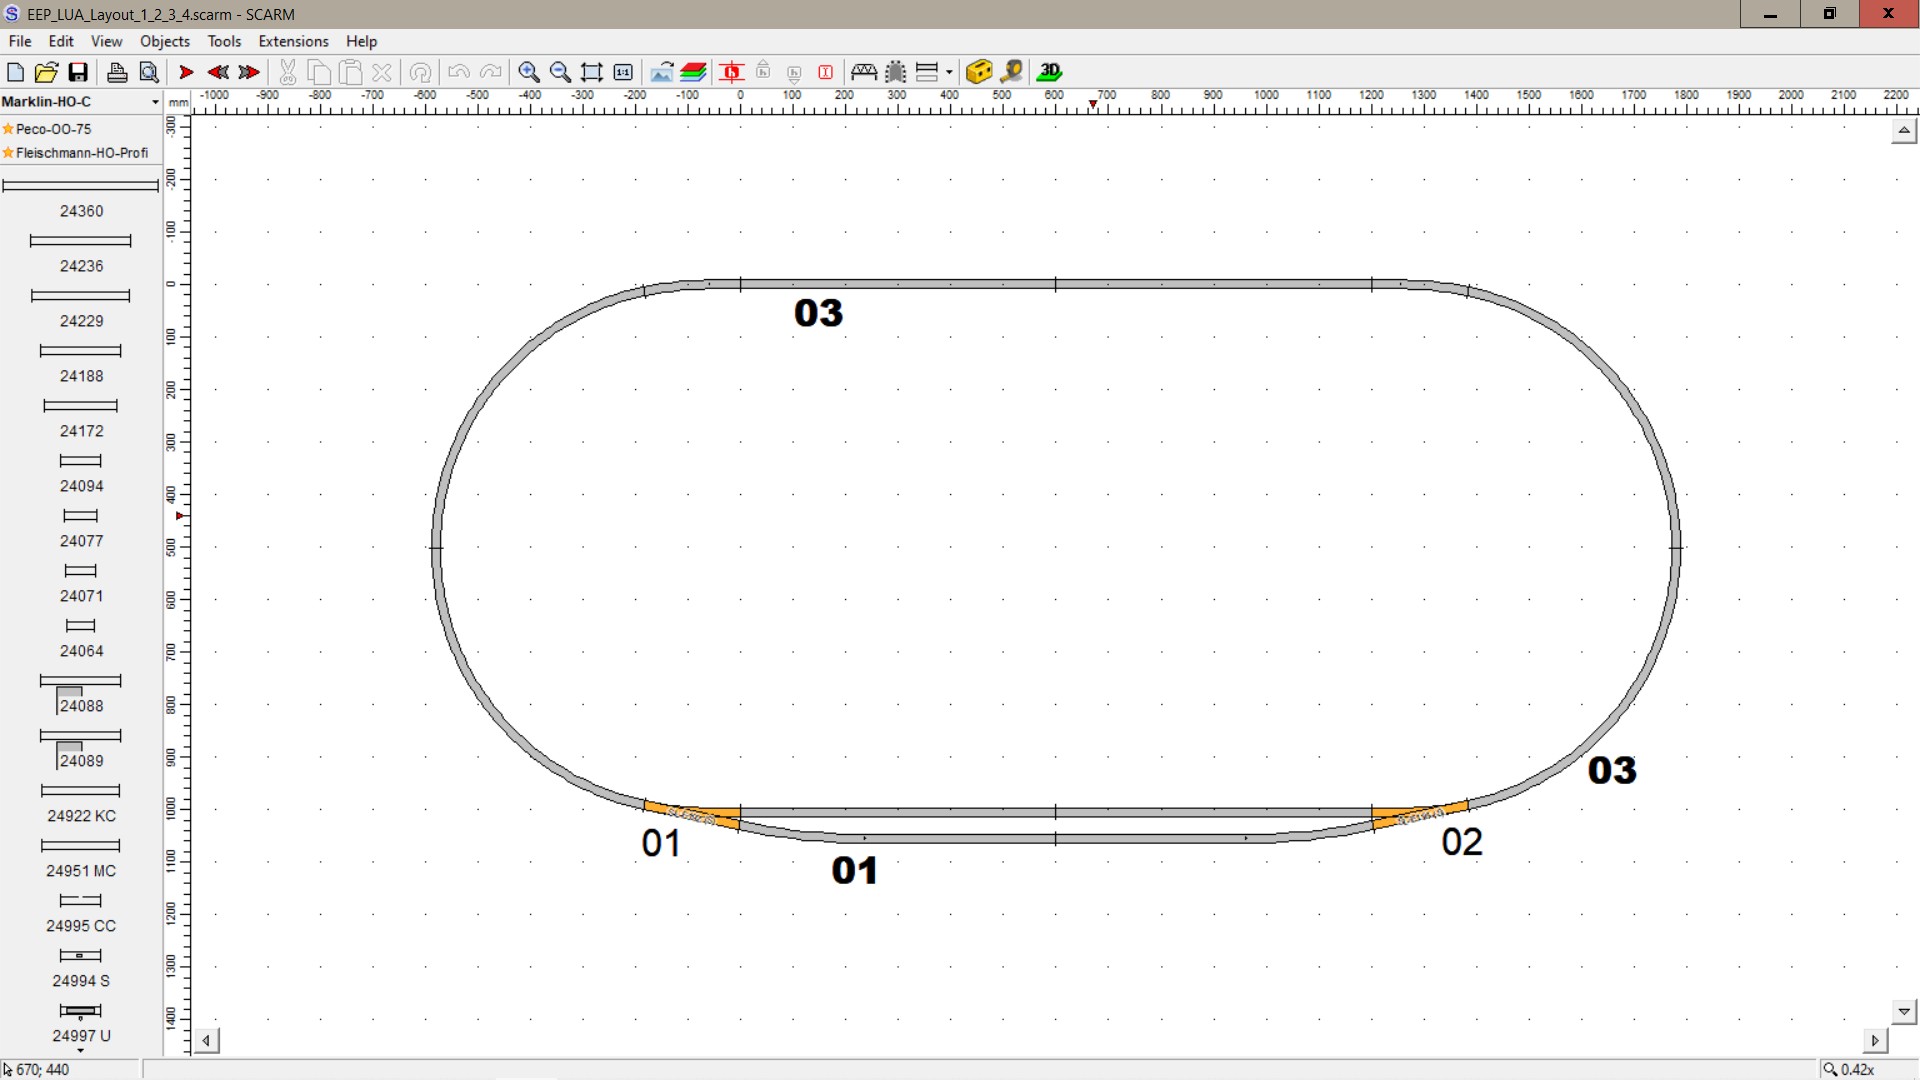 EEP_LUA_Layout_1_2_3_4.scarm - SCARM
File Edit View Objects Tools Extensions Help
1:1 3D
Marklin-HO-C
mm -1000 -900 -800 -700 -600 -500 -400 -300 -200 -100 0 100 200 300 400 500 600 700 800 900 1000 1100 1200 1300 1400 1500 1600 1700 1800 1900 2000 2100 2200
Peco-OO-75
Fleischmann-HO-Profi
24360
24236
24229
24188
24172
24094
24077
24071
24064
24088
24089
24922 KC
24951 MC
24995 CC
24994 S
24997 U
-300
-200
-100
0
100
200
300
400
500
600
700
800
900
1000
1100
1200
1300
1400
03
03
01
02
01
670; 440
0.42x